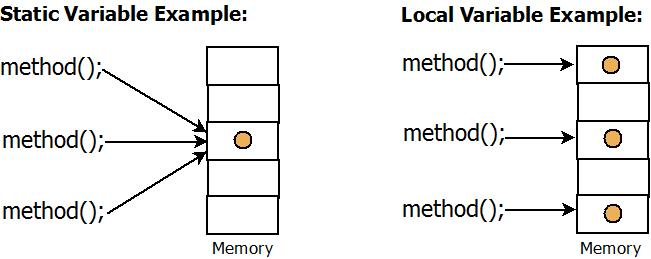 Static Variable Example:
method();
method();
method();
Memory
Local Variable Example:
method();
method();
method();
Memory